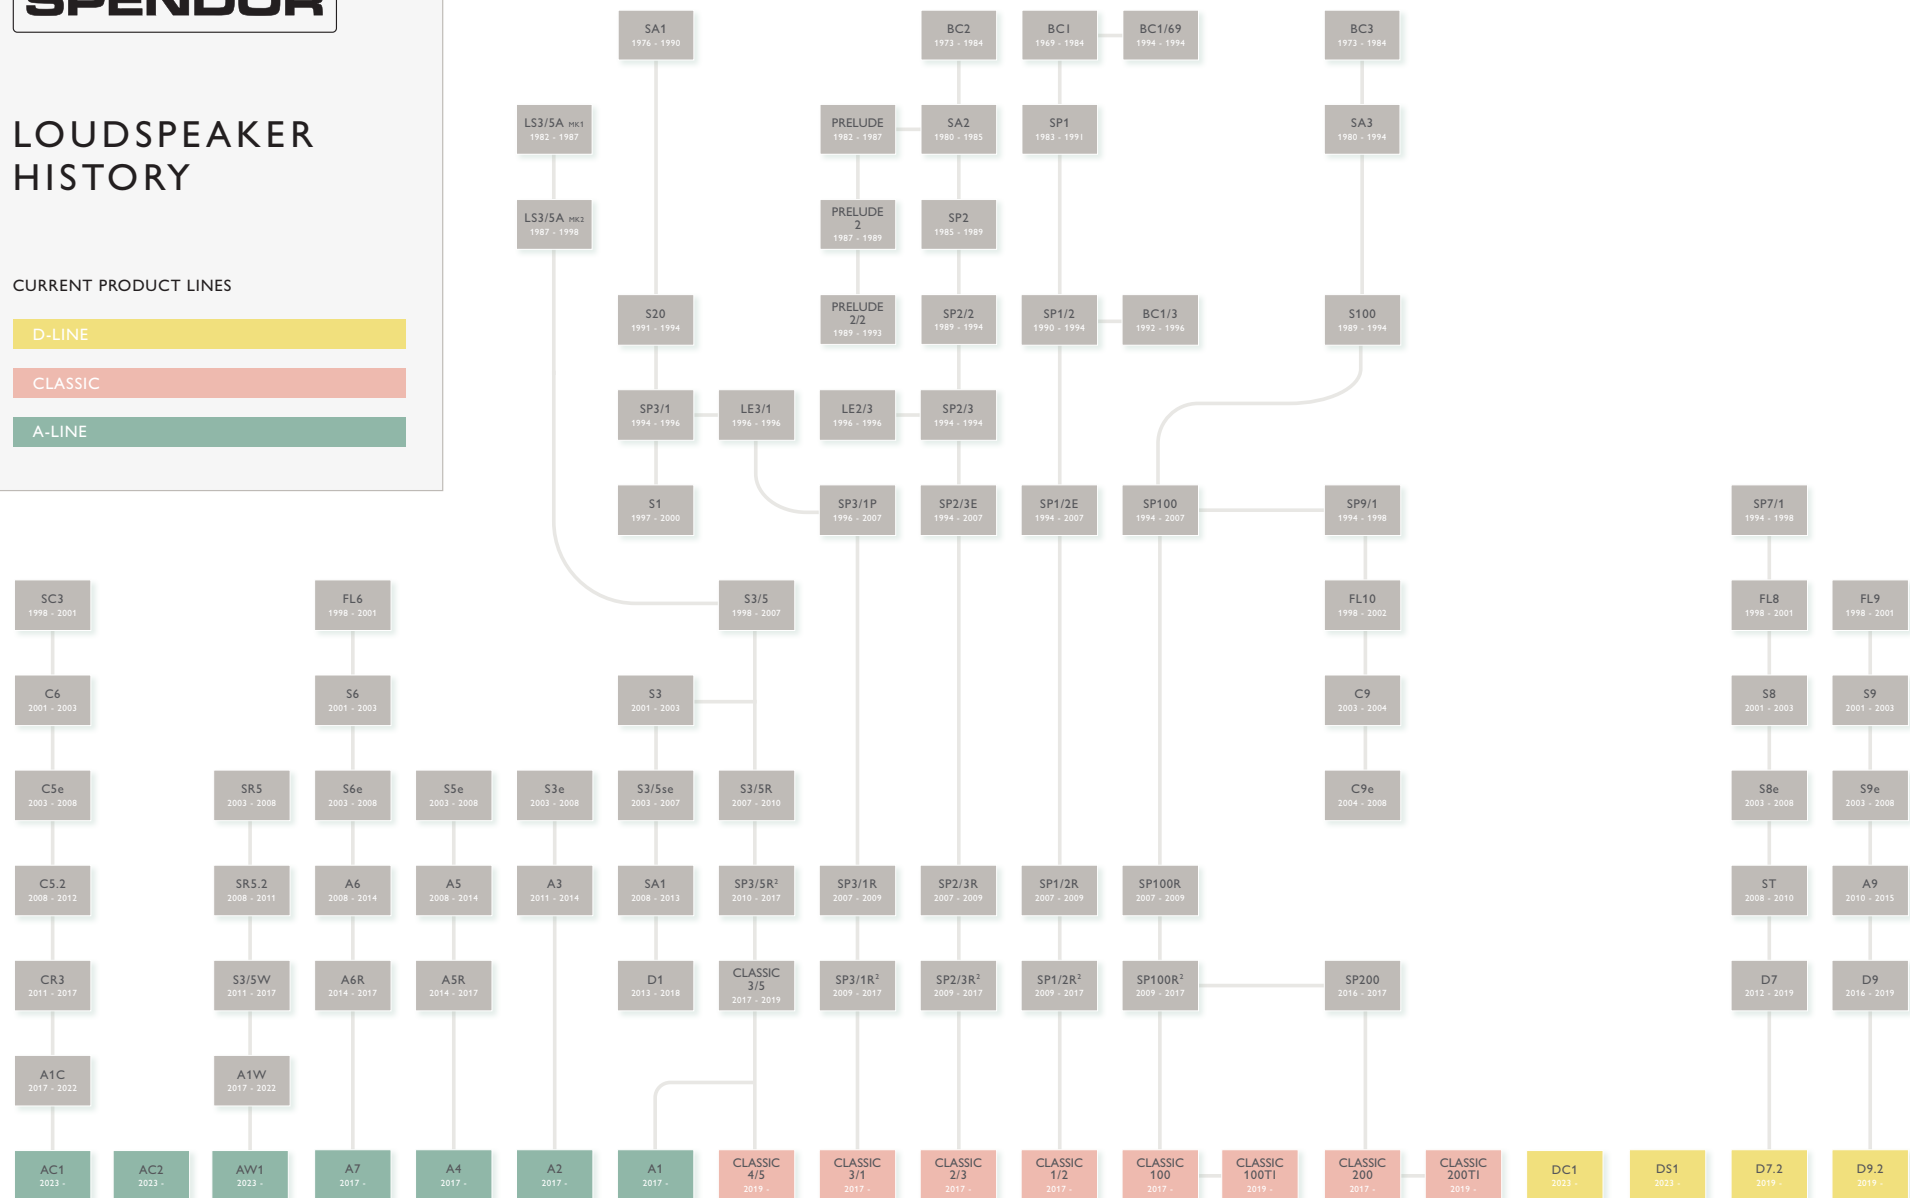 SPENDOR
LOUDSPEAKER
HISTORY
CURRENT PRODUCT LINES
D-LINE
CLASSIC
A-LINE
SA1
1976 - 1990
BC2
1973 - 1984
BC1
1969 - 1984
BC1/69
1994 - 1994
BC3
1973 - 1984
LS3/5A MK1
1982 - 1987
PRELUDE
1982 - 1987
SA2
1980 - 1985
SP1
1983 - 1991
SA3
1980 - 1994
LS3/5A MK2
1987 - 1998
PRELUDE
2
1987 - 1989
SP2
1985 - 1989
S20
1991 - 1994
PRELUDE
2/2
1989 - 1993
SP2/2
1989 - 1994
SP1/2
1990 - 1994
BC1/3
1992 - 1996
S100
1989 - 1994
SP3/1
1994 - 1996
LE3/1
1996 - 1996
LE2/3
1996 - 1996
SP2/3
1994 - 1994
S1
1997 - 2000
SP3/1P
1996 - 2007
SP2/3E
1994 - 2007
SP1/2E
1994 - 2007
SP100
1994 - 2007
SP9/1
1994 - 1998
SP7/1
1994 - 1998
SC3
1998 - 2001
FL6
1998 - 2001
S3/5
1998 - 2007
FL10
1998 - 2002
FL8
1998 - 2001
FL9
1998 - 2001
C6
2001 - 2003
S6
2001 - 2003
S3
2001 - 2003
C9
2003 - 2004
S8
2001 - 2003
S9
2001 - 2003
C5e
2003 - 2008
SR5
2003 - 2008
S6e
2003 - 2008
S5e
2003 - 2008
S3e
2003 - 2008
S3/5se
2003 - 2007
S3/5R
2007 - 2010
C9e
2004 - 2008
S8e
2003 - 2008
S9e
2003 - 2008
C5.2
2008 - 2012
SR5.2
2008 - 2011
A6
2008 - 2014
A5
2008 - 2014
A3
2011 - 2014
SA1
2008 - 2013
SP3/5R²
2010 - 2017
SP3/1R
2007 - 2009
SP2/3R
2007 - 2009
SP1/2R
2007 - 2009
SP100R
2007 - 2009
ST
2008 - 2010
A9
2010 - 2015
CR3
2011 - 2017
S3/5W
2011 - 2017
A6R
2014 - 2017
A5R
2014 - 2017
D1
2013 - 2018
CLASSIC
3/5
2017 - 2019
SP3/1R²
2009 - 2017
SP2/3R²
2009 - 2017
SP1/2R²
2009 - 2017
SP100R²
2009 - 2017
SP200
2016 - 2017
D7
2012 - 2019
D9
2016 - 2019
A1C
2017 - 2022
A1W
2017 - 2022
AC1
2023 -
AC2
2023 -
AW1
2023 -
A7
2017 -
A4
2017 -
A2
2017 -
A1
2017 -
CLASSIC
4/5
2019 -
CLASSIC
3/1
2017 -
CLASSIC
2/3
2017 -
CLASSIC
1/2
2017 -
CLASSIC
100
2017 -
CLASSIC
100TI
2019 -
CLASSIC
200
2017 -
CLASSIC
200TI
2019 -
DC1
2023 -
DS1
2023 -
D7.2
2019 -
D9.2
2019 -